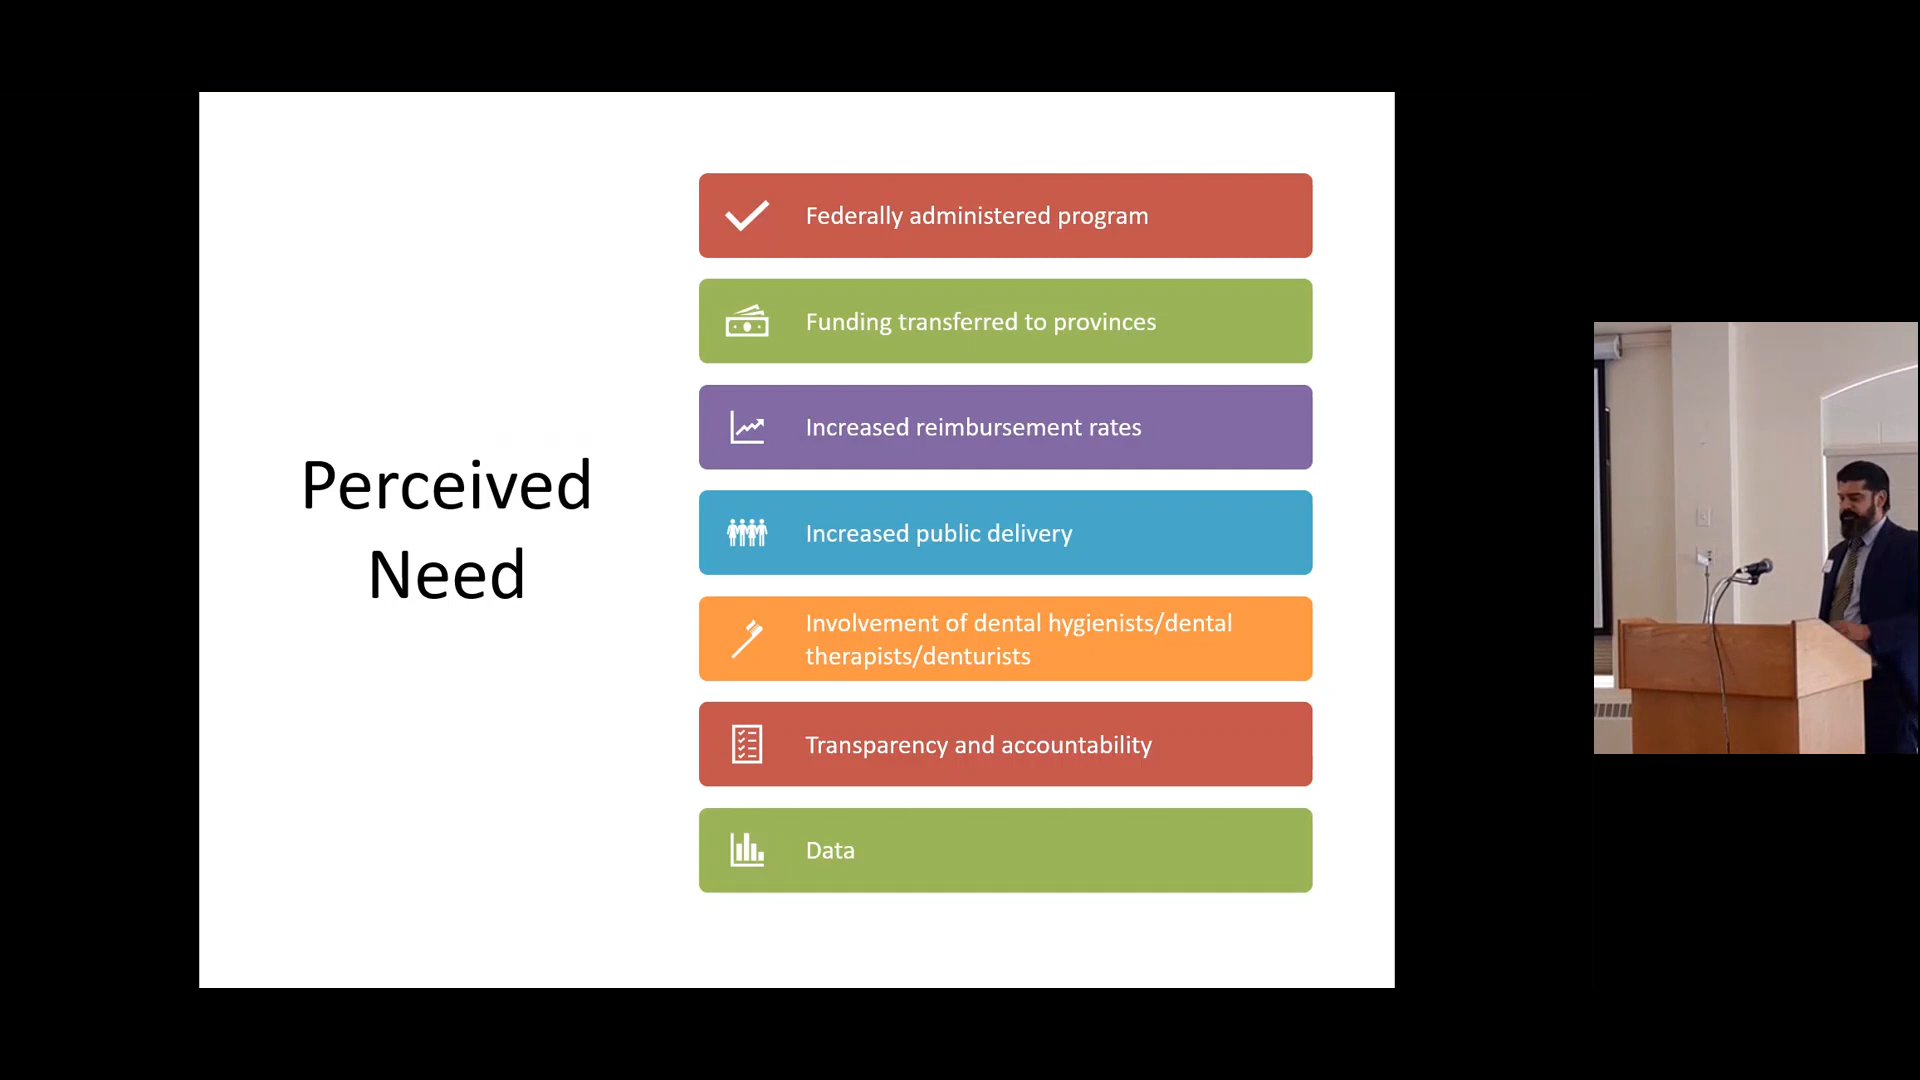 Perceived
Need
Federally administered program
Funding transferred to provinces
Increased reimbursement rates
Increased public delivery
Involvement of dental hygienists/dental
therapists/denturists
Transparency and accountability
Data